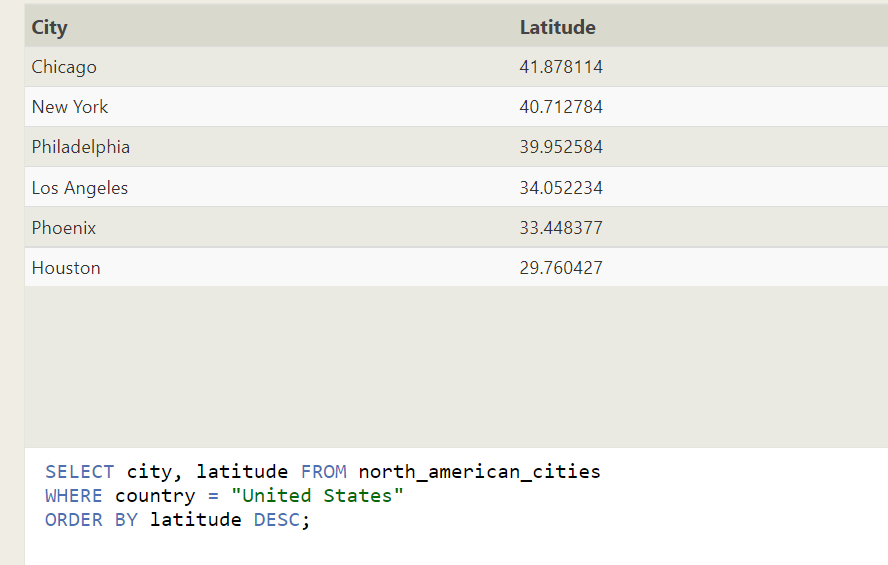 City Latitude
Chicago 41.878114
New York 40.712784
Philadelphia 39.952584
Los Angeles 34.052234
Phoenix 33.448377
Houston 29.760427
SELECT city, latitude FROM north_american_cities
WHERE country = "United States"
ORDER BY latitude DESC;